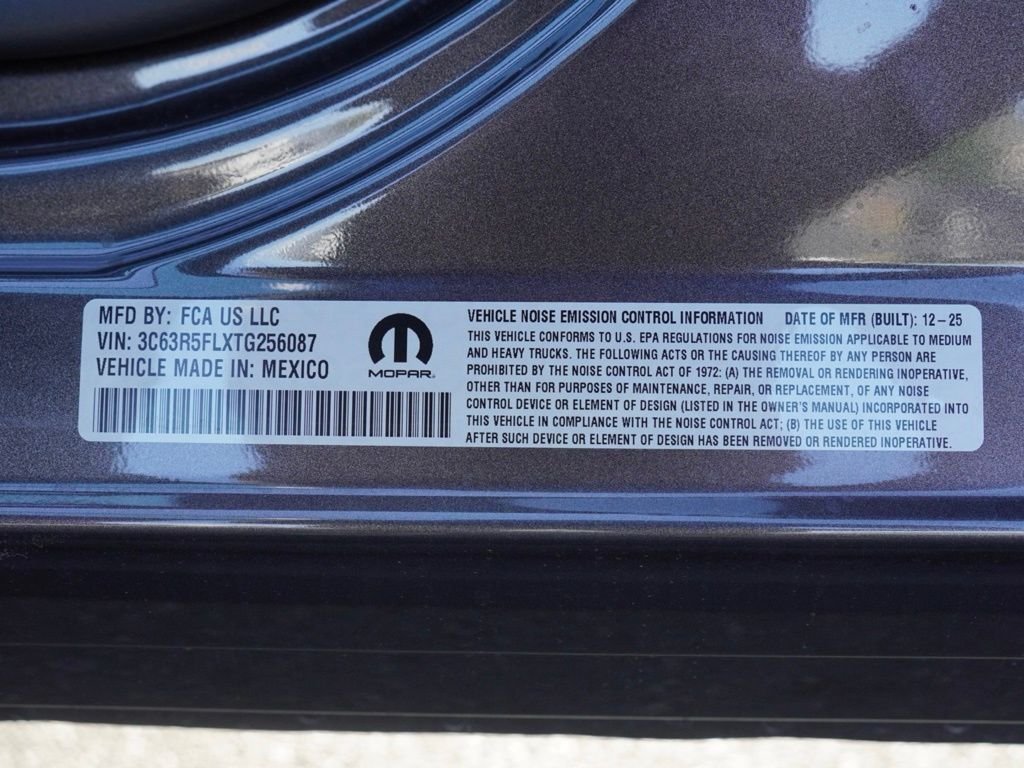 MFD BY: FCA US LLC
VIN: 3C63R5FLXTG256087
VEHICLE MADE IN: MEXICO
MOPAR
VEHICLE NOISE EMISSION CONTROL INFORMATION DATE OF MFR (BUILT): 12-25
THIS VEHICLE CONFORMS TO U.S. EPA REGULATIONS FOR NOISE EMISSION APPLICABLE TO MEDIUM
AND HEAVY TRUCKS. THE FOLLOWING ACTS OR THE CAUSING THEREOF BY ANY PERSON ARE
PROHIBITED BY THE NOISE CONTROL ACT OF 1972: (A) THE REMOVAL OR RENDERING INOPERATIVE,
OTHER THAN FOR PURPOSES OF MAINTENANCE, REPAIR, OR REPLACEMENT, OF ANY NOISE
CONTROL DEVICE OR ELEMENT OF DESIGN (LISTED IN THE OWNER'S MANUAL) INCORPORATED INTO
THIS VEHICLE IN COMPLIANCE WITH THE NOISE CONTROL ACT; (B) THE USE OF THIS VEHICLE
AFTER SUCH DEVICE OR ELEMENT OF DESIGN HAS BEEN REMOVED OR RENDERED INOPERATIVE.